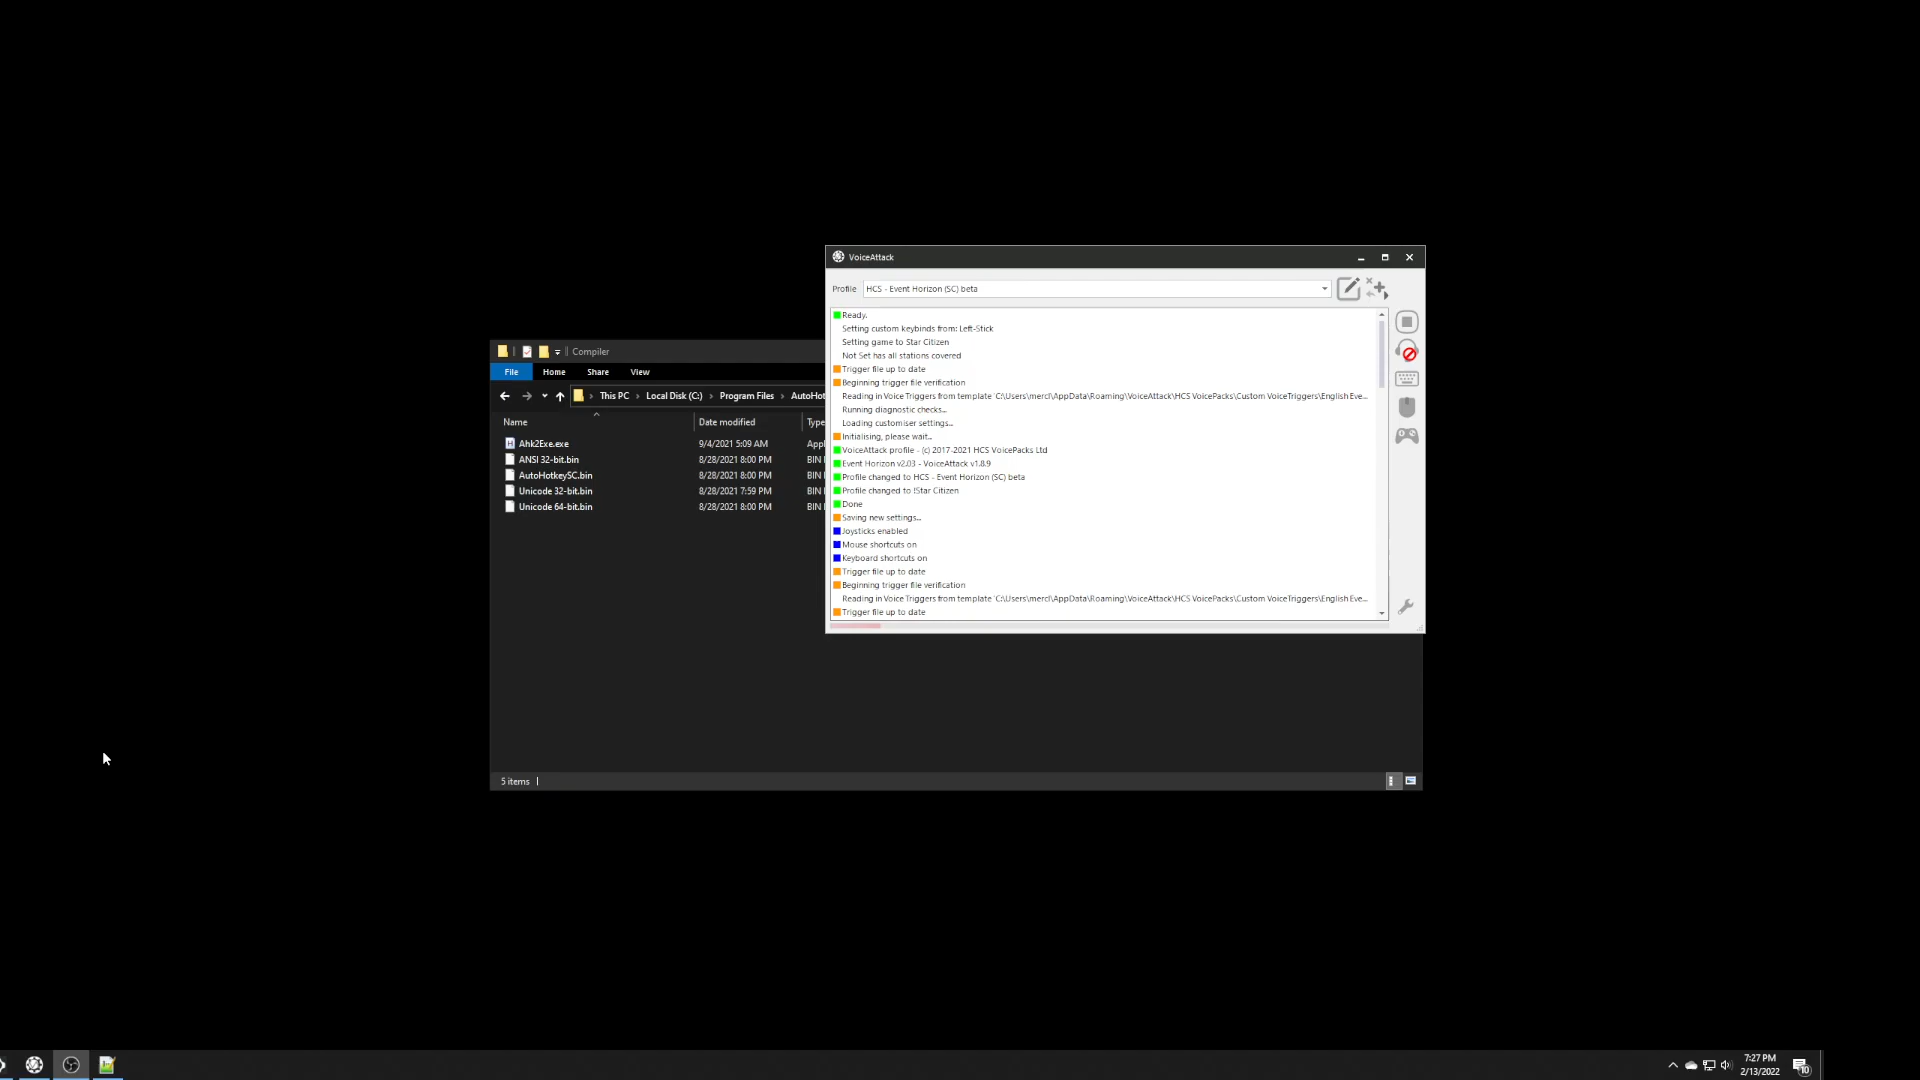 VoiceAttack
Profile HCS - Event Horizon (SC) beta
Ready.
Setting custom keybinds from: Left-Stick
Setting game to Star Citizen
Not Set has all stations covered
Trigger file up to date
Beginning trigger file verification
Reading in Voice Triggers from template 'C:\Users\mercl\AppData\Roaming\VoiceAttack\HCS VoicePacks\Custom VoiceTriggers\English Eve...
Running diagnostic checks...
Loading customiser settings...
Initialising, please wait...
VoiceAttack profile - (c) 2017-2021 HCS VoicePacks Ltd
Event Horizon v2.03 - VoiceAttack v1.8.9
Profile changed to HCS - Event Horizon (SC) beta
Profile changed to !Star Citizen
Done
Saving new settings...
Joysticks enabled
Mouse shortcuts on
Keyboard shortcuts on
Trigger file up to date
Beginning trigger file verification
Reading in Voice Triggers from template 'C:\Users\mercl\AppData\Roaming\VoiceAttack\HCS VoicePacks\Custom VoiceTriggers\English Eve...
Trigger file up to date
Compiler
File Home Share View
This PC > Local Disk (C:) > Program Files > AutoHot
Name Date modified Type
Ahk2Exe.exe 9/4/2021 5:09 AM Appl
ANSI 32-bit.bin 8/28/2021 8:00 PM BIN
AutoHotkeySC.bin 8/28/2021 8:00 PM BIN
Unicode 32-bit.bin 8/28/2021 7:59 PM BIN
Unicode 64-bit.bin 8/28/2021 8:00 PM BIN
5 items
7:27 PM
2/13/2022
10